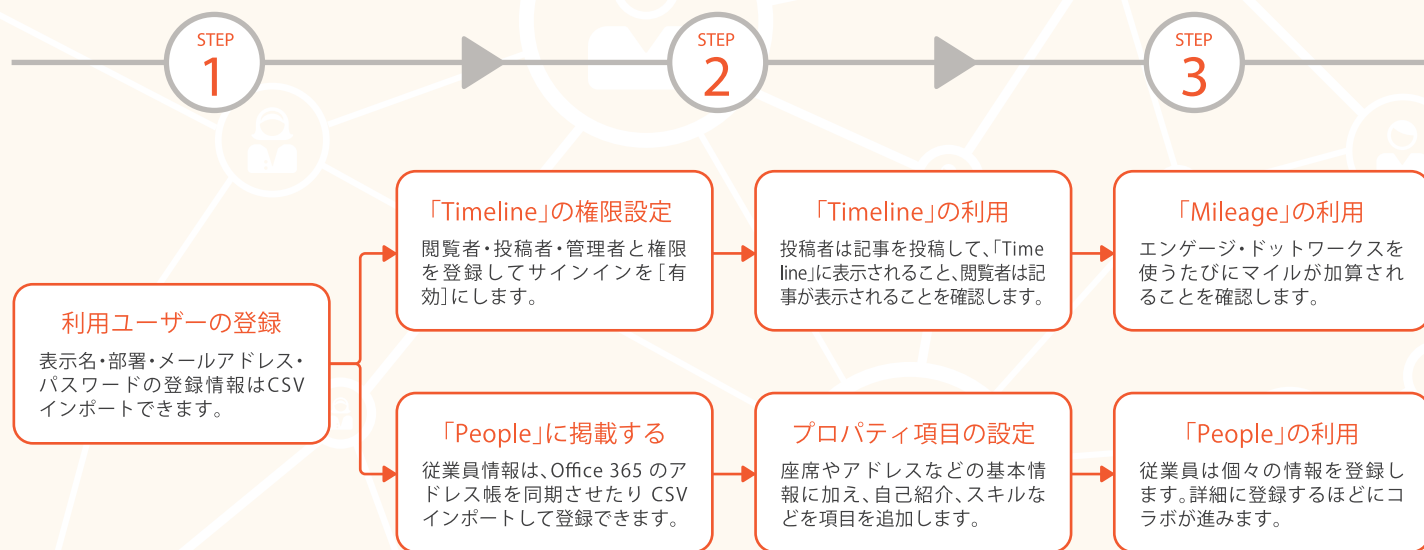 STEP
1
STEP
2
STEP
3
利用ユーザーの登録
表示名・部署・メールアドレス・
パスワードの登録情報はCSV
インポートできます。
「Timeline」の権限設定
閲覧者・投稿者・管理者と権限
を登録してサインインを[有
効]にします。
「Timeline」の利用
投稿者は記事を投稿して、「Time
line」に表示されること、閲覧者は記
事が表示されることを確認します。
「Mileage」の利用
エンゲージ・ドットワークスを
使うたびにマイルが加算され
ることを確認します。
「People」に掲載する
従業員情報は、Office 365 のア
ドレス帳を同期させたり CSV
インポートして登録できます。
プロパティ項目の設定
座席やアドレスなどの基本情
報に加え、自己紹介、スキルな
どを項目を追加します。
「People」の利用
従業員は個々の情報を登録し
ます。詳細に登録するほどにコ
ラボが進みます。